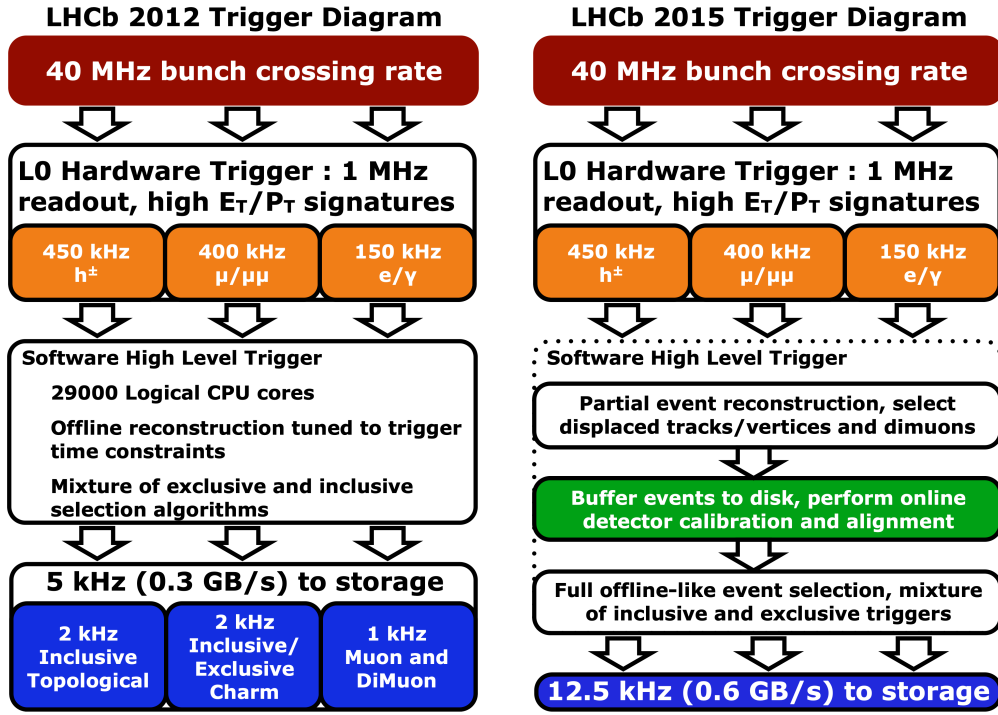 LHCb 2012 Trigger Diagram
40 MHz bunch crossing rate
L0 Hardware Trigger : 1 MHz
readout, high ET/PT signatures
450 kHz
h±
400 kHz
μ/μμ
150 kHz
e/γ
Software High Level Trigger
29000 Logical CPU cores
Offline reconstruction tuned to trigger
time constraints
Mixture of exclusive and inclusive
selection algorithms
5 kHz (0.3 GB/s) to storage
2 kHz
Inclusive
Topological
2 kHz
Inclusive/
Exclusive
Charm
1 kHz
Muon and
DiMuon
LHCb 2015 Trigger Diagram
40 MHz bunch crossing rate
L0 Hardware Trigger : 1 MHz
readout, high ET/PT signatures
450 kHz
h±
400 kHz
μ/μμ
150 kHz
e/γ
Software High Level Trigger
Partial event reconstruction, select
displaced tracks/vertices and dimuons
Buffer events to disk, perform online
detector calibration and alignment
Full offline-like event selection, mixture
of inclusive and exclusive triggers
12.5 kHz (0.6 GB/s) to storage